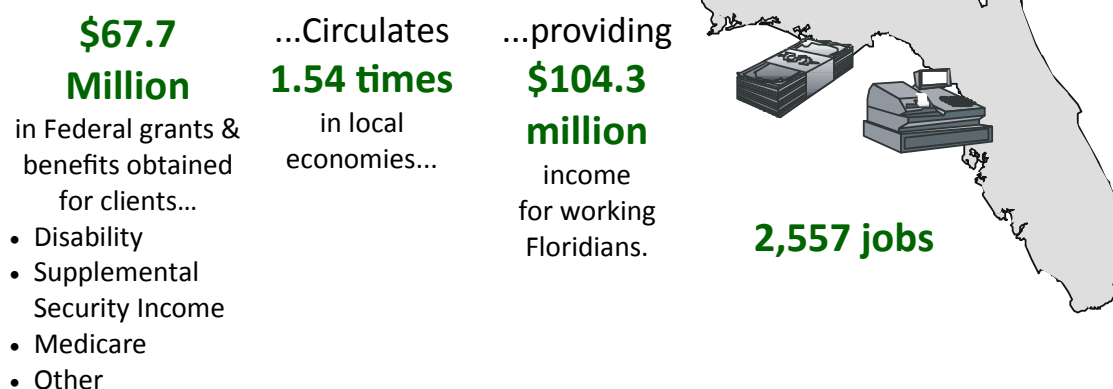 $67.7
Million
in Federal grants &
benefits obtained
for clients...
• Disability
• Supplemental
Security Income
• Medicare
• Other
...Circulates
1.54 times
in local
economies...
...providing
$104.3
million
income
for working
Floridians.
2,557 jobs